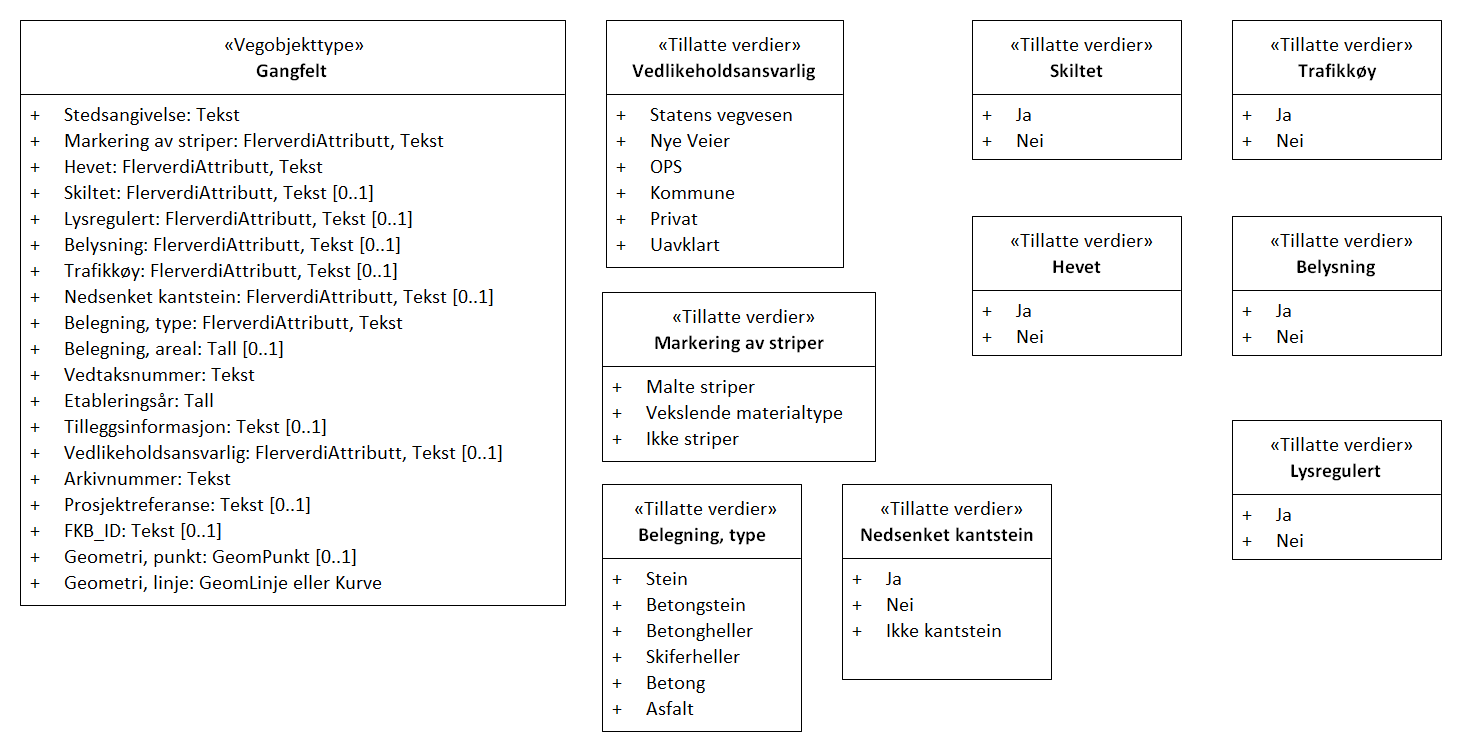 «Vegobjekttype»
Gangfelt
+ Stedsangivelse: Tekst
+ Markering av striper: FlerverdiAttributt, Tekst
+ Hevet: FlerverdiAttributt, Tekst
+ Skiltet: FlerverdiAttributt, Tekst [0..1]
+ Lysregulert: FlerverdiAttributt, Tekst [0..1]
+ Belysning: FlerverdiAttributt, Tekst [0..1]
+ Trafikkøy: FlerverdiAttributt, Tekst [0..1]
+ Nedsenket kantstein: FlerverdiAttributt, Tekst [0..1]
+ Belegning, type: FlerverdiAttributt, Tekst
+ Belegning, areal: Tall [0..1]
+ Vedtaksnummer: Tekst
+ Etableringsår: Tall
+ Tilleggsinformasjon: Tekst [0..1]
+ Vedlikeholdsansvarlig: FlerverdiAttributt, Tekst [0..1]
+ Arkivnummer: Tekst
+ Prosjektreferanse: Tekst [0..1]
+ FKB_ID: Tekst [0..1]
+ Geometri, punkt: GeomPunkt [0..1]
+ Geometri, linje: GeomLinje eller Kurve
«Tillatte verdier»
Vedlikeholdsansvarlig
+ Statens vegvesen
+ Nye Veier
+ OPS
+ Kommune
+ Privat
+ Uavklart
«Tillatte verdier»
Markering av striper
+ Malte striper
+ Vekslende materialtype
+ Ikke striper
«Tillatte verdier»
Belegning, type
+ Stein
+ Betongstein
+ Betongheller
+ Skiferheller
+ Betong
+ Asfalt
«Tillatte verdier»
Nedsenket kantstein
+ Ja
+ Nei
+ Ikke kantstein
«Tillatte verdier»
Skiltet
+ Ja
+ Nei
«Tillatte verdier»
Hevet
+ Ja
+ Nei
«Tillatte verdier»
Trafikkøy
+ Ja
+ Nei
«Tillatte verdier»
Belysning
+ Ja
+ Nei
«Tillatte verdier»
Lysregulert
+ Ja
+ Nei